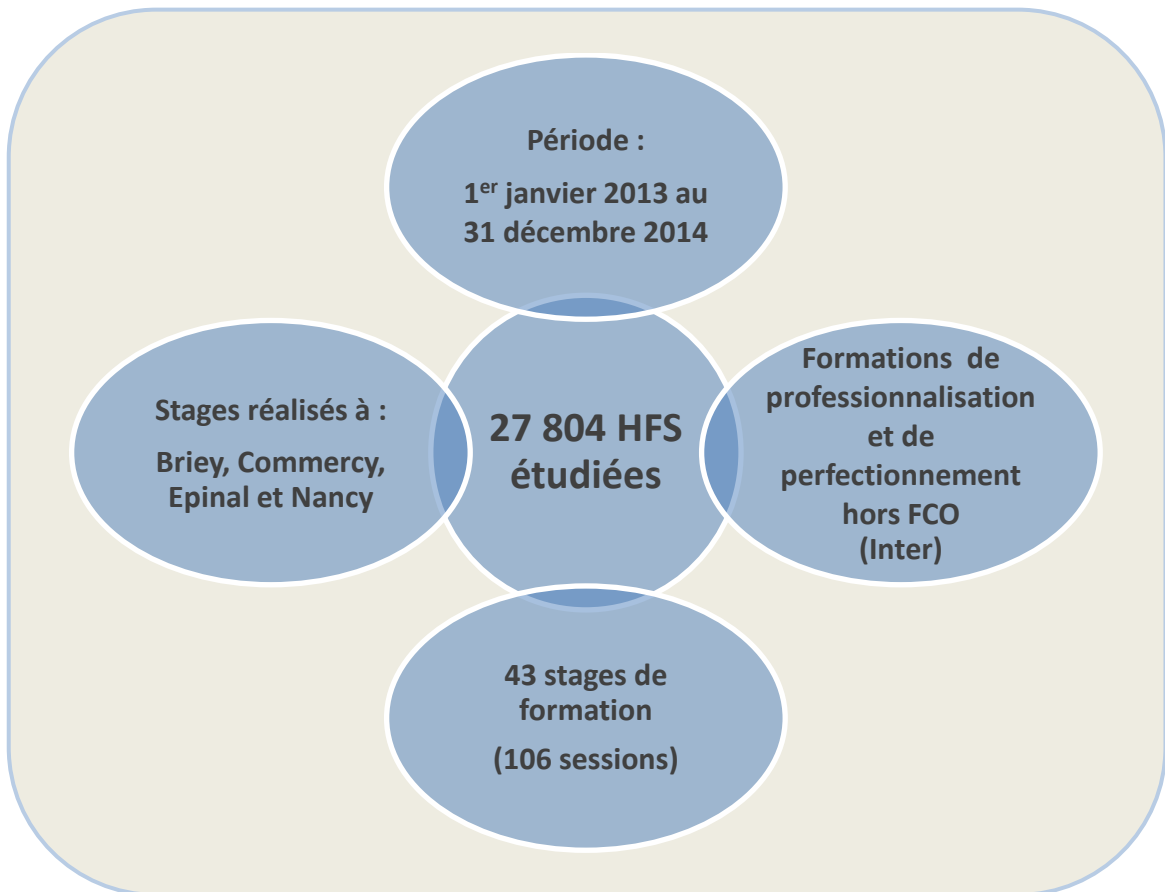 Période :
1er janvier 2013 au
31 décembre 2014
Stages réalisés à :
Briey, Commercy,
Epinal et Nancy
27 804 HFS
étudiées
Formations de
professionnalisation
et de
perfectionnement
hors FCO
(Inter)
43 stages de
formation
(106 sessions)